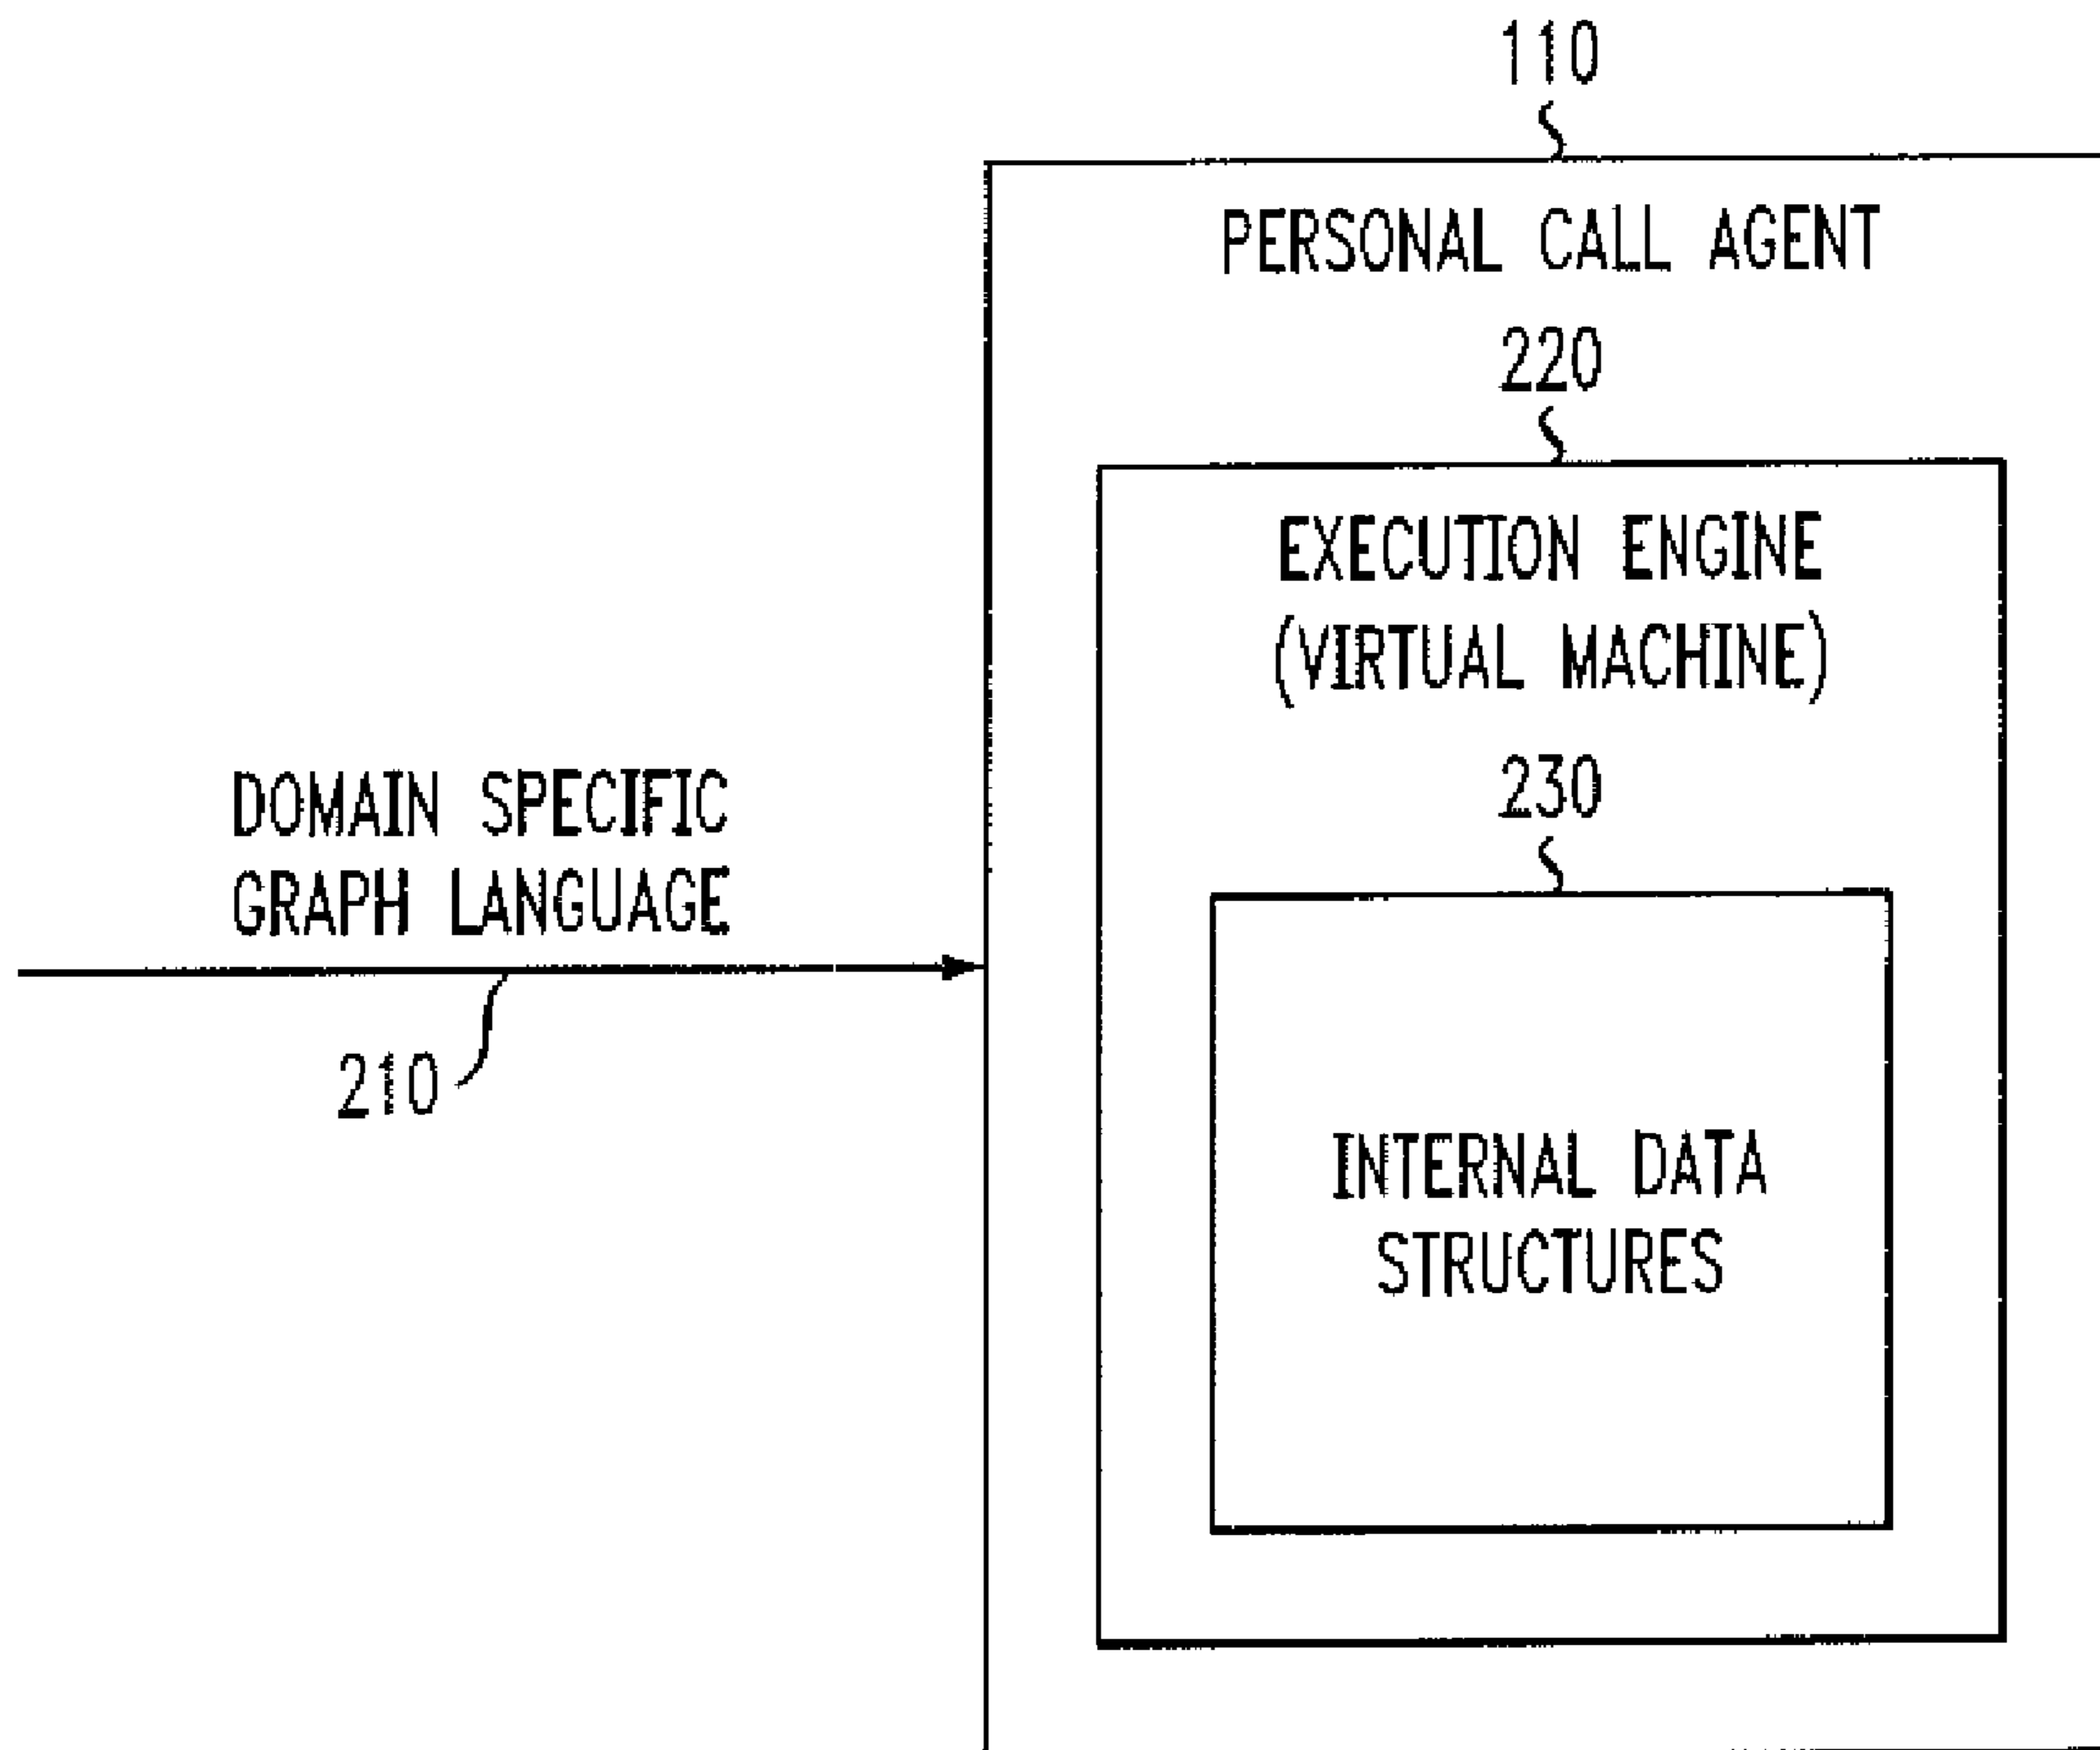 110
PERSONAL CALL AGENT
220
EXECUTION ENGINE
(VIRTUAL MACHINE)
230
DOMAIN SPECIFIC
GRAPH LANGUAGE
210
INTERNAL DATA
STRUCTURES